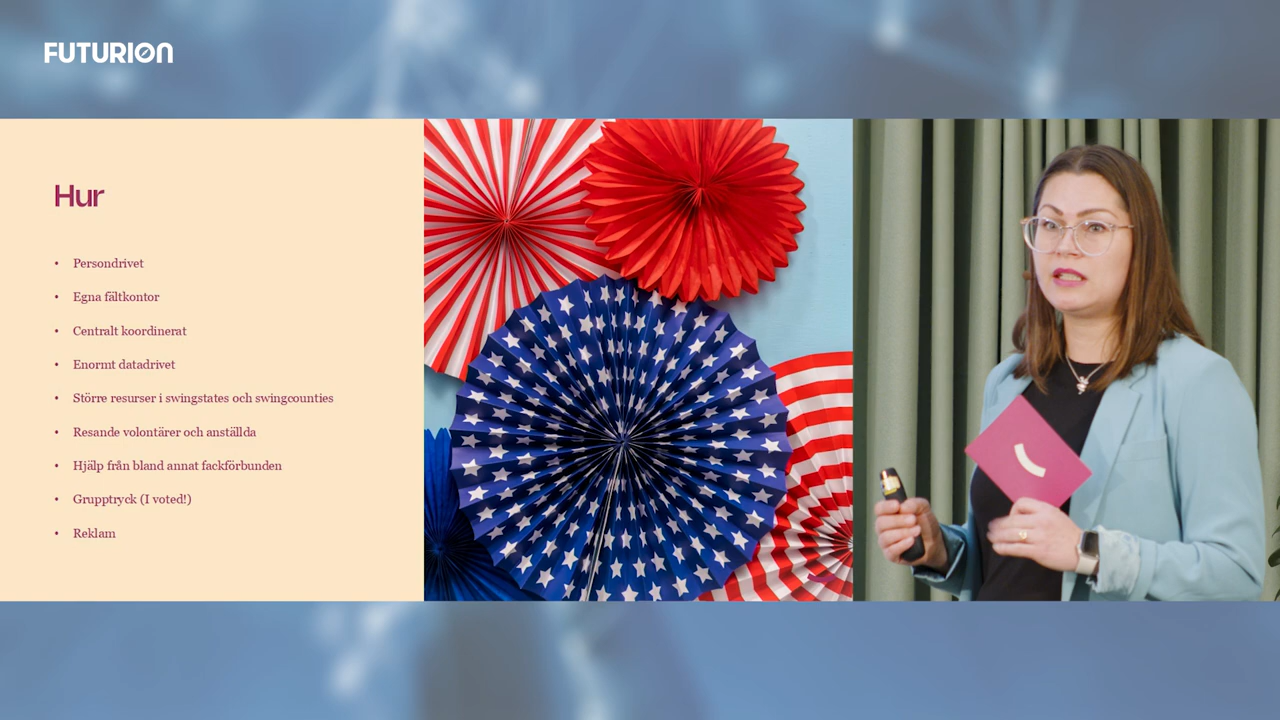 FUTURION
Hur
• Persondrivet
• Egna fältkontor
• Centralt koordinerat
• Enormt datadrivet
• Större resurser i swingstates och swingcounties
• Resande volontärer och anställda
• Hjälp från bland annat fackförbunden
• Grupptryck (I voted!)
• Reklam